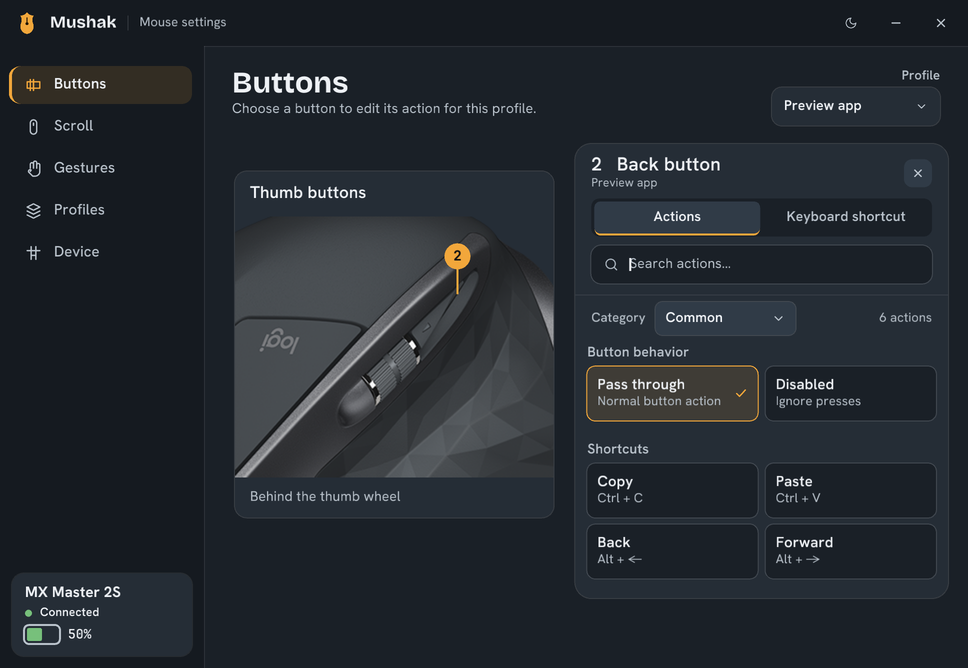 Mushak
Mouse settings
Buttons
Scroll
Gestures
Profiles
Device
MX Master 2S
Connected
50%
Buttons
Choose a button to edit its action for this profile.
Profile
Preview app
Thumb buttons
2
logi
Behind the thumb wheel
2 Back button
Preview app
Actions
Keyboard shortcut
Search actions...
Category
Common
6 actions
Button behavior
Pass through
Normal button action
Disabled
Ignore presses
Shortcuts
Copy
Ctrl + C
Paste
Ctrl + V
Back
Alt + ←
Forward
Alt + →